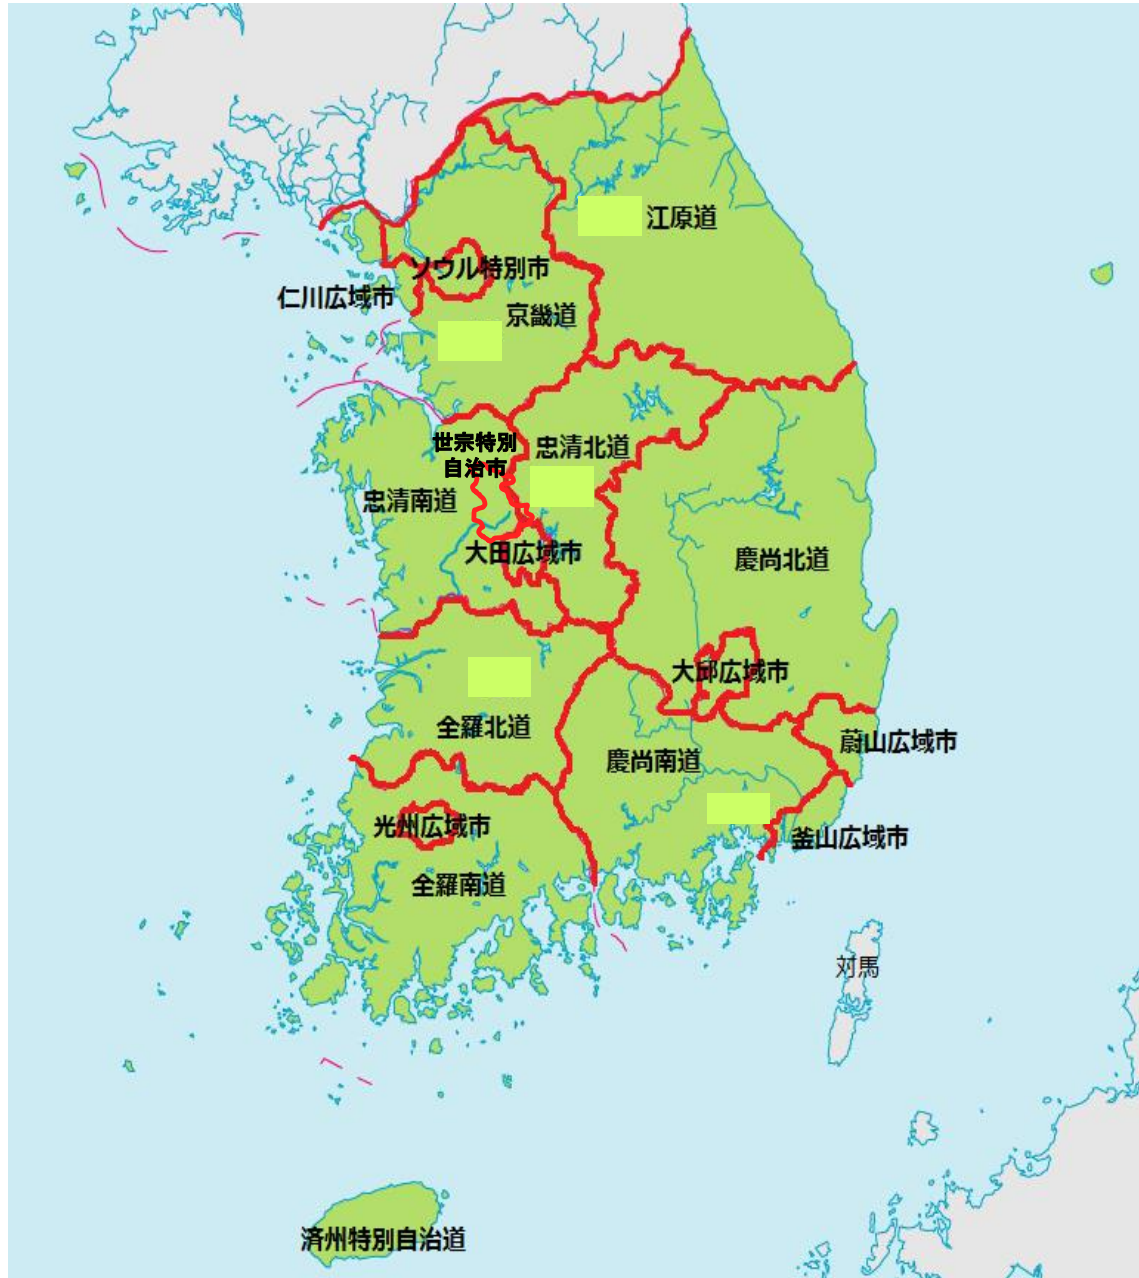 江原道
ソウル特別市
仁川広域市
京畿道
世宗特別
自治市
忠清北道
忠清南道
大田広域市
慶尚北道
大邱広域市
全羅北道
蔚山広域市
慶尚南道
光州広域市
釜山広域市
全羅南道
対馬
済州特別自治道